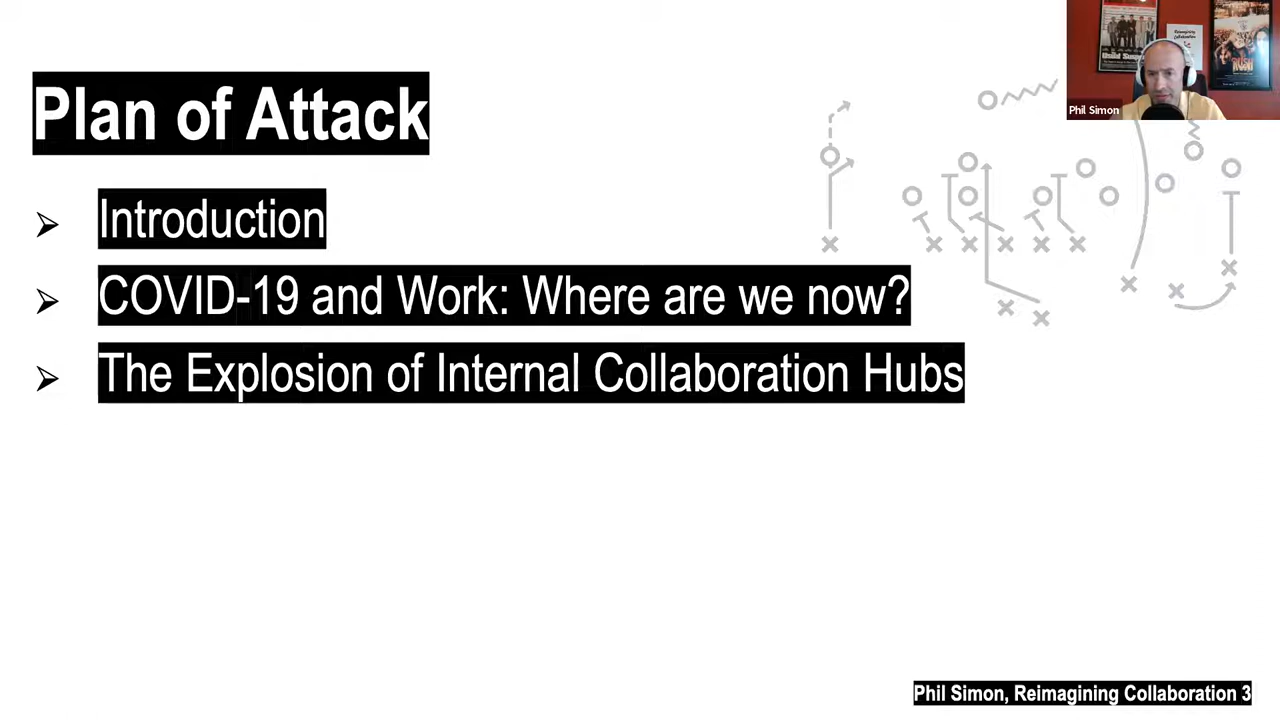 Plan of Attack
Phil Simon
Introduction
COVID-19 and Work: Where are we now?
The Explosion of Internal Collaboration Hubs
Phil Simon, Reimagining Collaboration 3